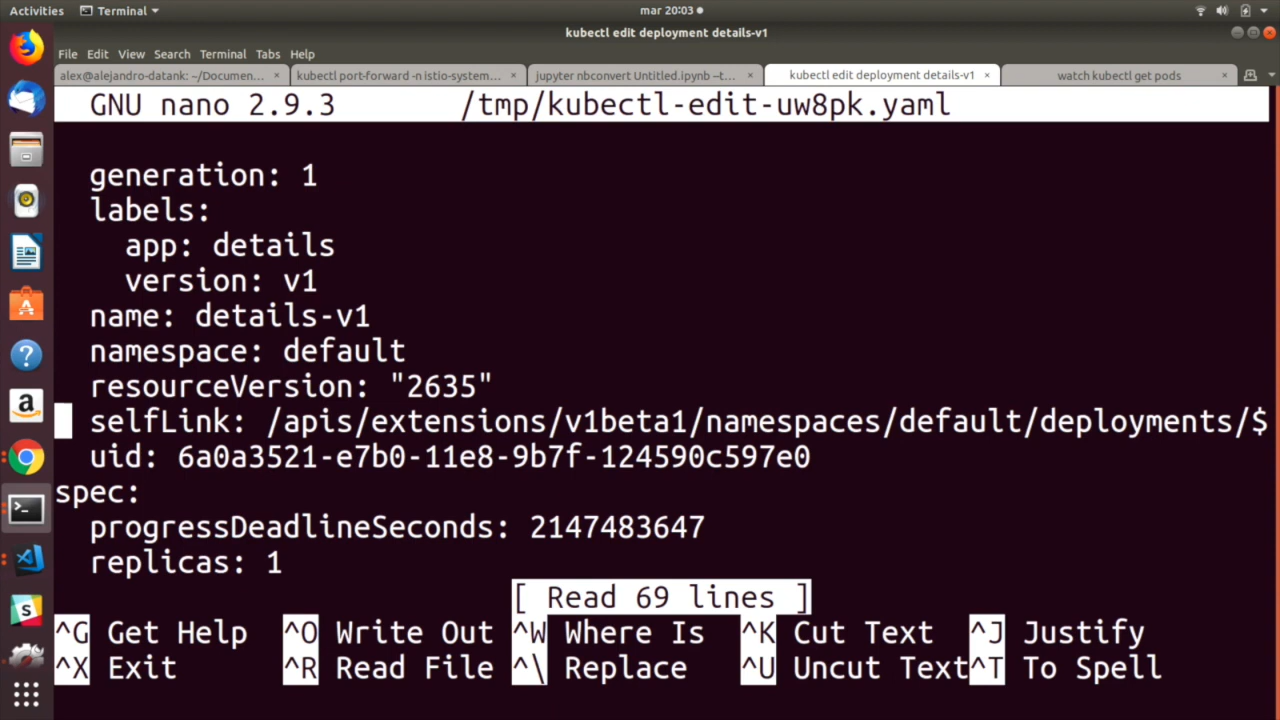 Activities Terminal mar 20:03
kubectl edit deployment details-v1
File Edit View Search Terminal Tabs Help
alex@alejandro-datank: ~/Documen... × kubectl port-forward -n istio-system... × jupyter nbconvert Untitled.ipynb --t... × kubectl edit deployment details-v1 × watch kubectl get pods ×
GNU nano 2.9.3 /tmp/kubectl-edit-uw8pk.yaml
generation: 1
labels:
app: details
version: v1
name: details-v1
namespace: default
resourceVersion: "2635"
selfLink: /apis/extensions/v1beta1/namespaces/default/deployments/$
uid: 6a0a3521-e7b0-11e8-9b7f-124590c597e0
spec:
progressDeadlineSeconds: 2147483647
replicas: 1
[ Read 69 lines ]
^G Get Help ^O Write Out ^W Where Is ^K Cut Text ^J Justify
^X Exit ^R Read File ^\ Replace ^U Uncut Text ^T To Spell